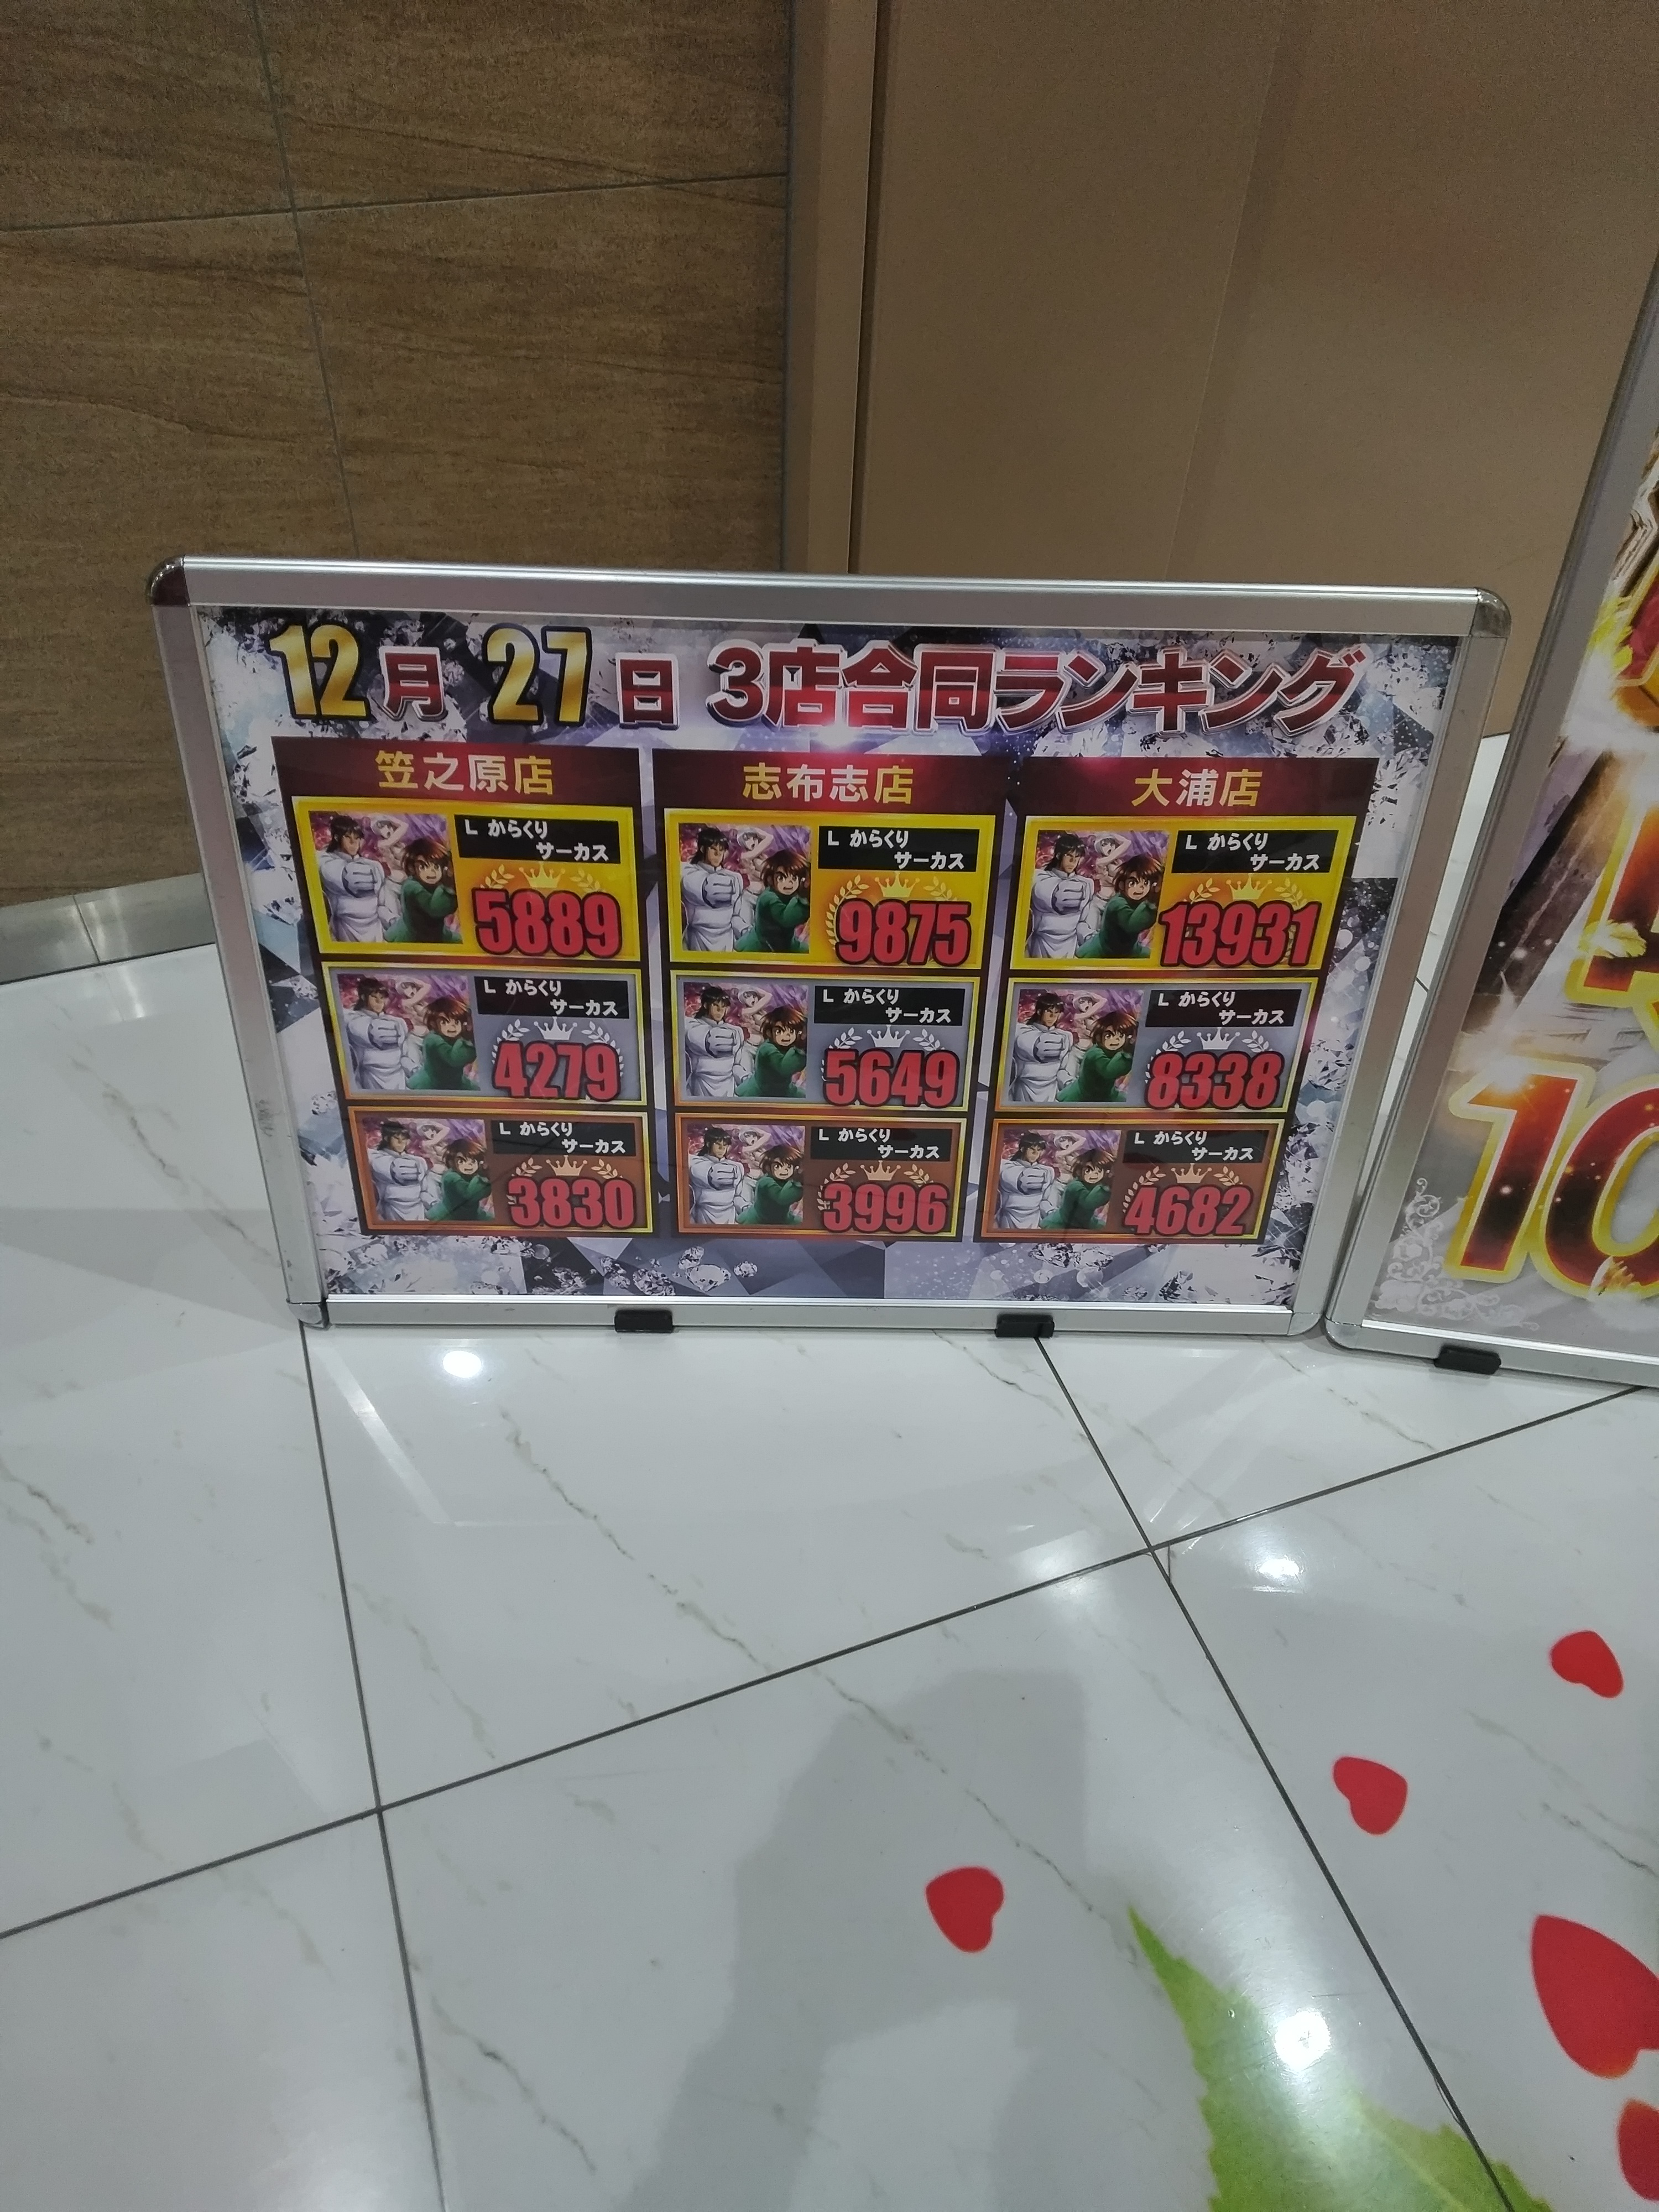 12月27日 3店合同ランキング
笠之原店
L からくり
サーカス
5889
L からくり
サーカス
4279
L からくり
サーカス
3830
志布志店
L からくり
サーカス
9875
L からくり
サーカス
5649
L からくり
サーカス
3996
大浦店
L からくり
サーカス
13931
L からくり
サーカス
8338
L からくり
サーカス
4682
10